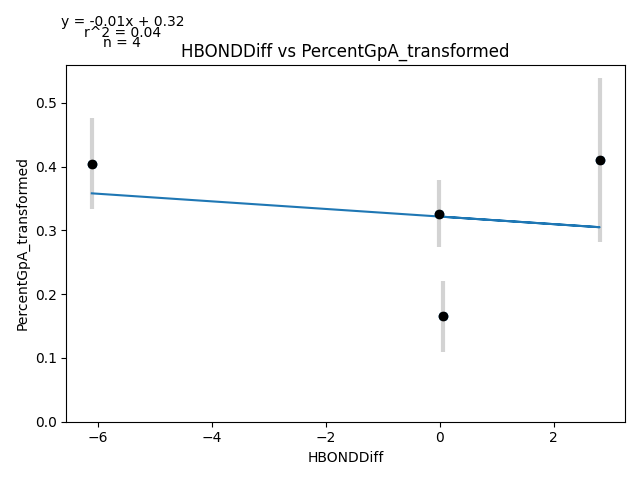 y = -0.01x + 0.32
r^2 = 0.04
n = 4
HBONDDiff vs PercentGpA_transformed
PercentGpA_transformed
0.5
0.4
0.3
0.2
0.1
0.0
−6
−4
−2
0
2
HBONDDiff